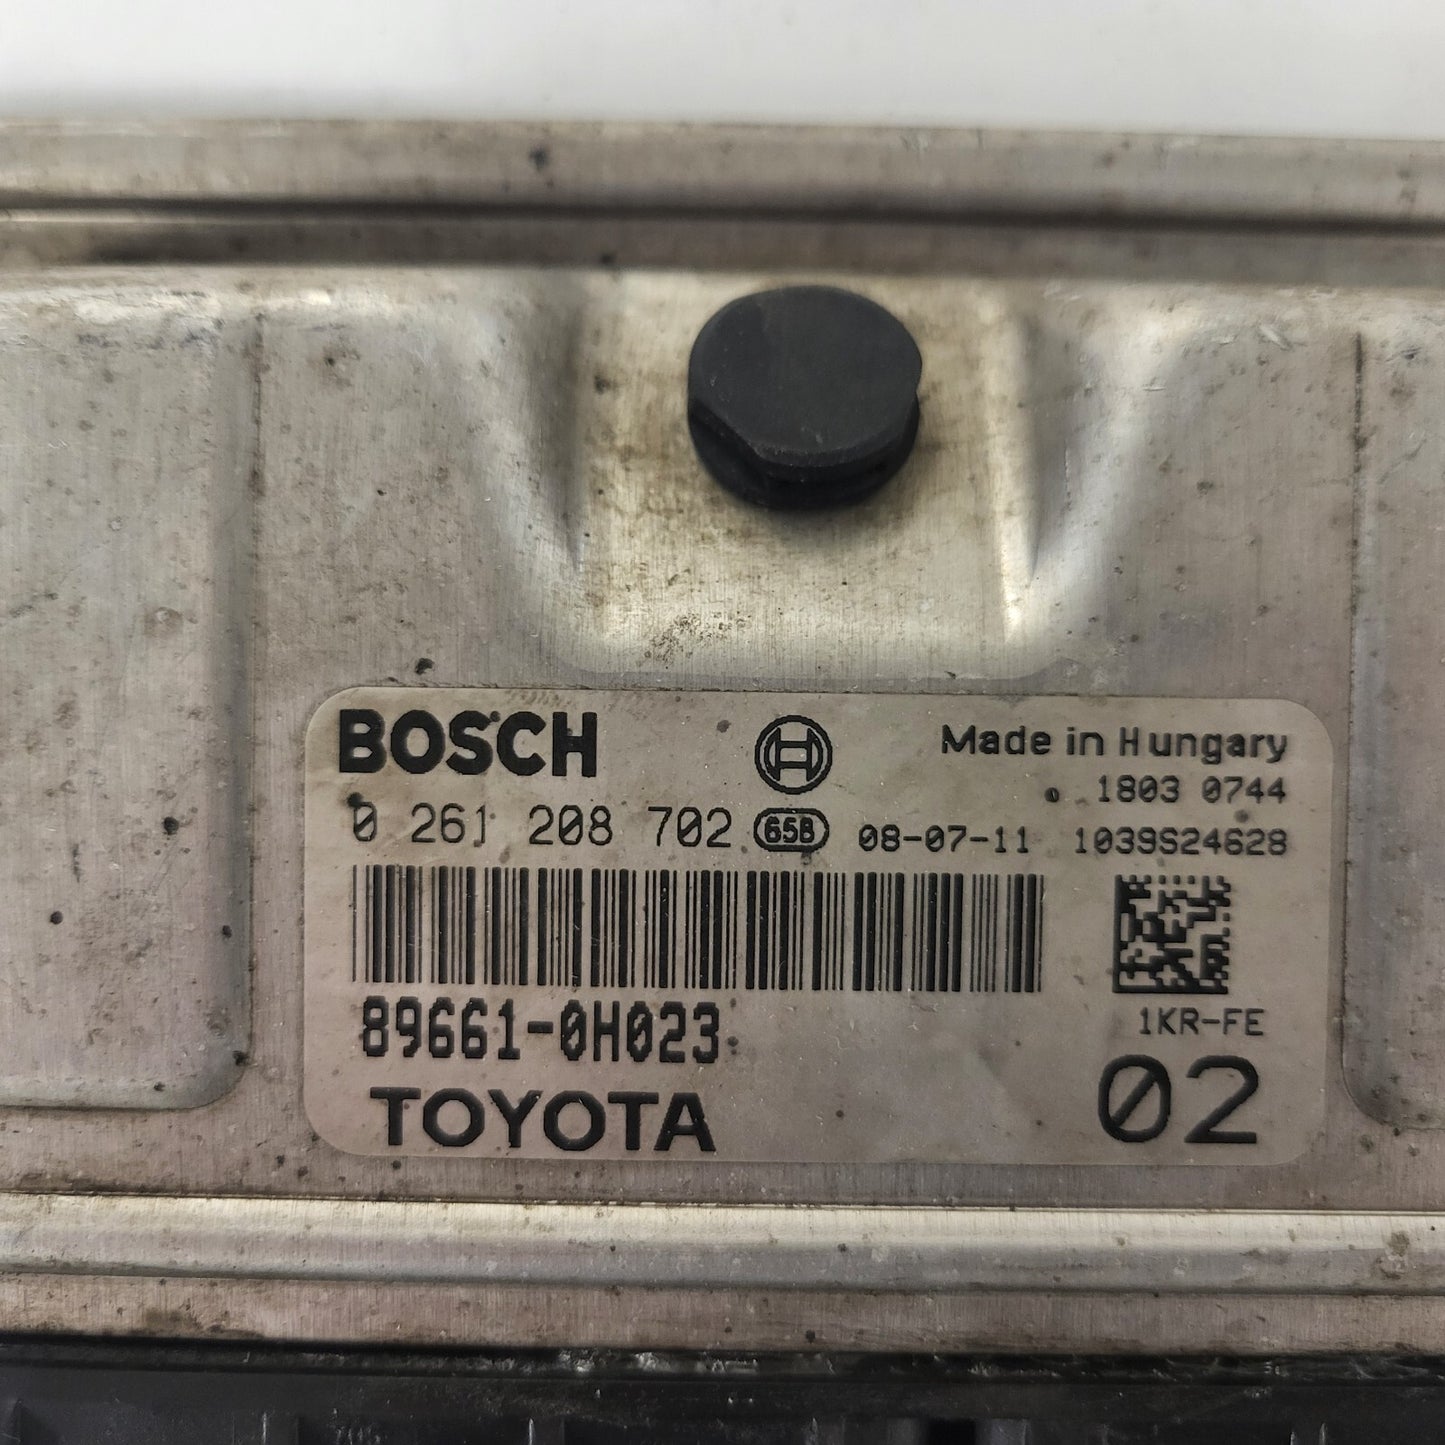 BOSCH
Made in Hungary
1803 0744
0 261 208 702 65B 08-07-11 1039S24628
89661-0H023
1KR-FE
TOYOTA
02